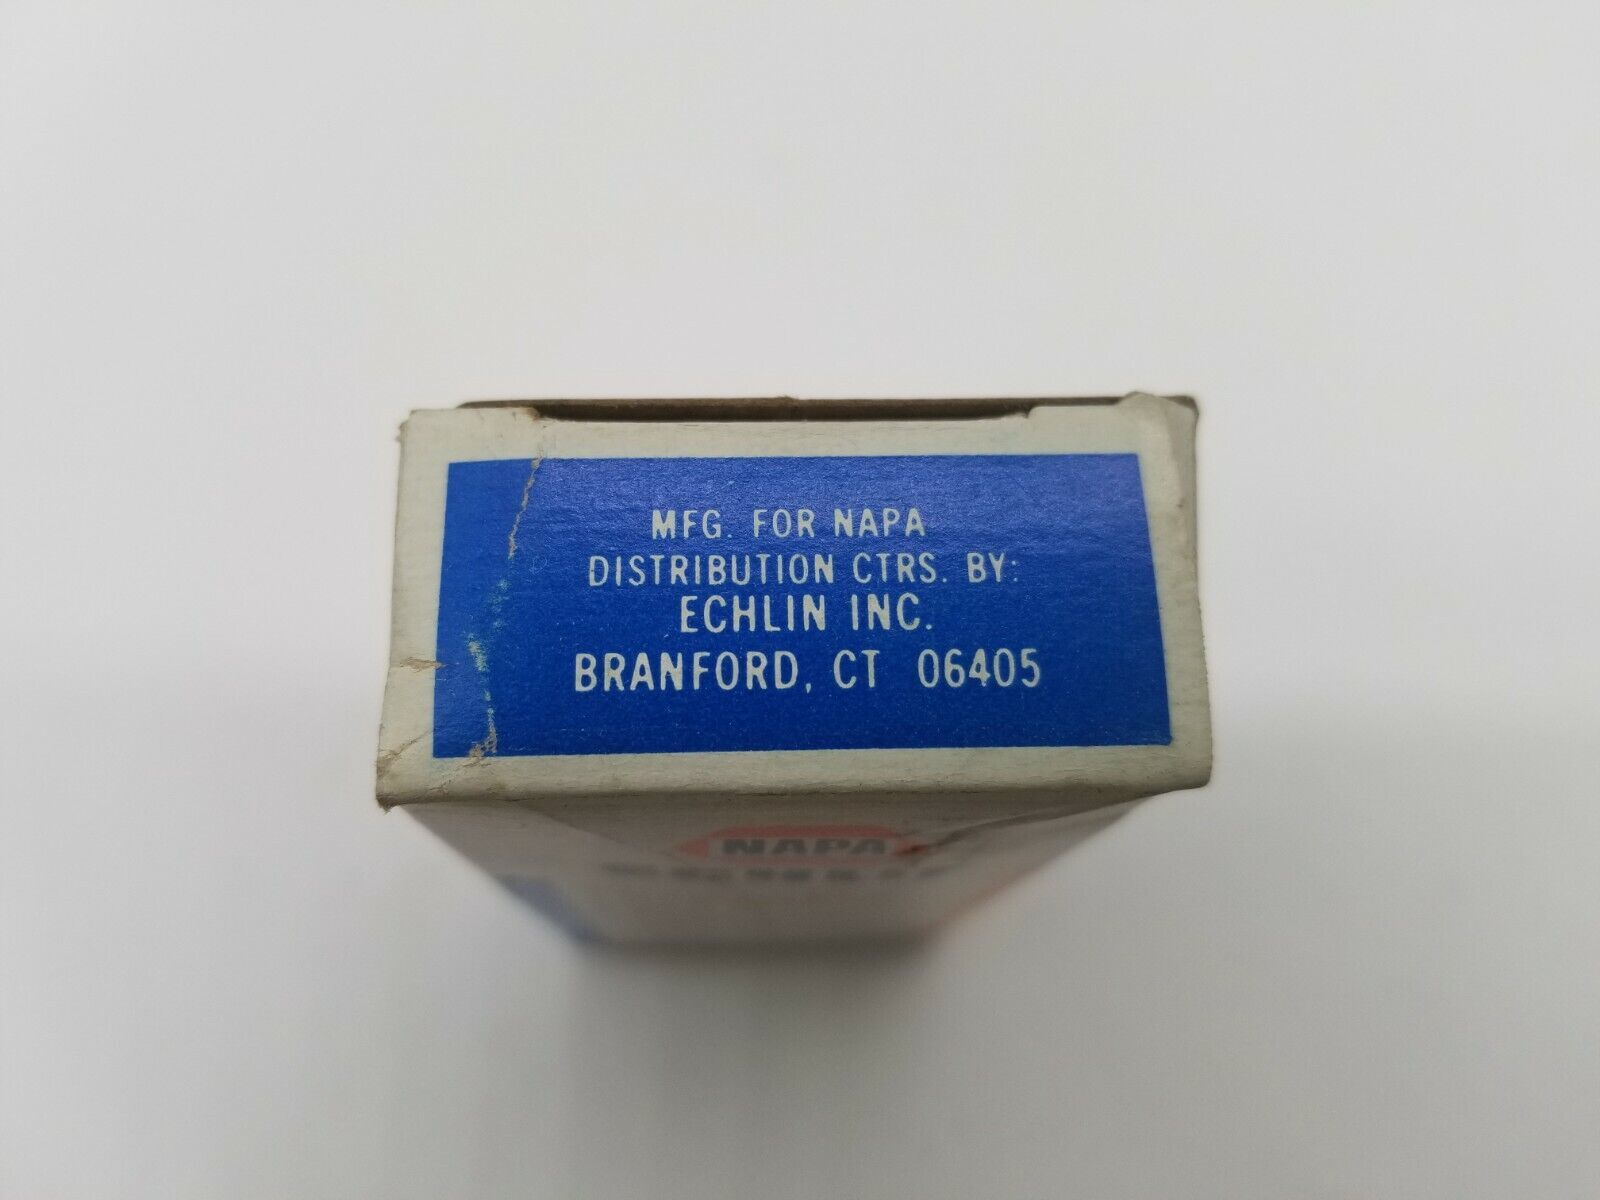 MFG. FOR NAPA
DISTRIBUTION CTRS. BY:
ECHLIN INC.
BRANFORD, CT 06405
NAPA